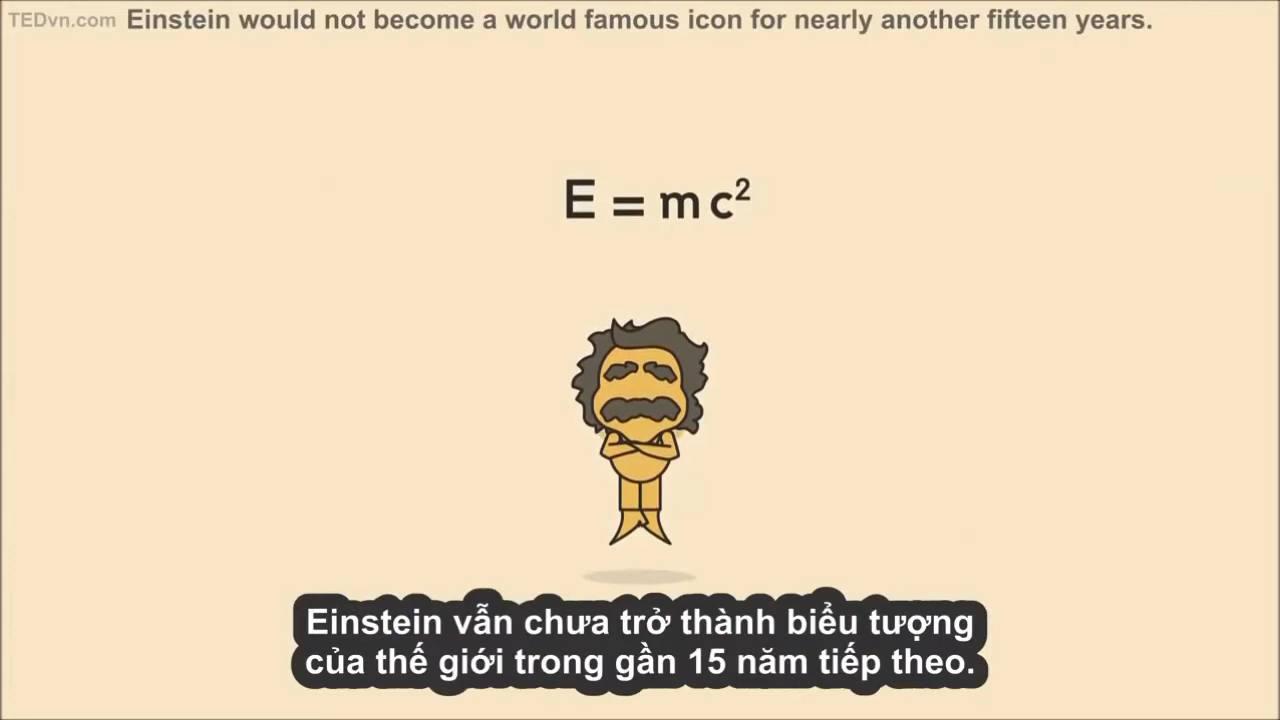 TEDvn.com Einstein would not become a world famous icon for nearly another fifteen years.
E = mc²
Einstein vẫn chưa trở thành biểu tượng
của thế giới trong gần 15 năm tiếp theo.